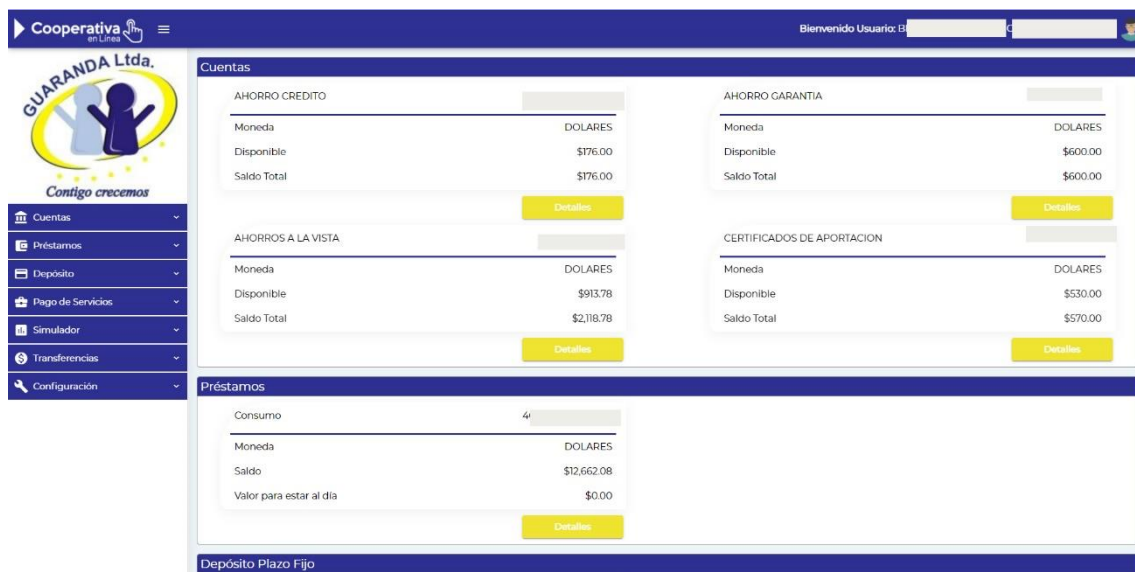 Cooperativa
en Línea
Bienvenido Usuario: B
GUARANDA Ltda.
Contigo crecemos
Cuentas
Préstamos
Depósito
Pago de Servicios
Simulador
Transferencias
Configuración
Cuentas
AHORRO CREDITO
Moneda DOLARES
Disponible $176.00
Saldo Total $176.00
Detalles
AHORRO GARANTIA
Moneda DOLARES
Disponible $600.00
Saldo Total $600.00
Detalles
AHORROS A LA VISTA
Moneda DOLARES
Disponible $913.78
Saldo Total $2,118.78
Detalles
CERTIFICADOS DE APORTACION
Moneda DOLARES
Disponible $530.00
Saldo Total $570.00
Detalles
Préstamos
Consumo 4
Moneda DOLARES
Saldo $12,662.08
Valor para estar al día $0.00
Detalles
Depósito Plazo Fijo